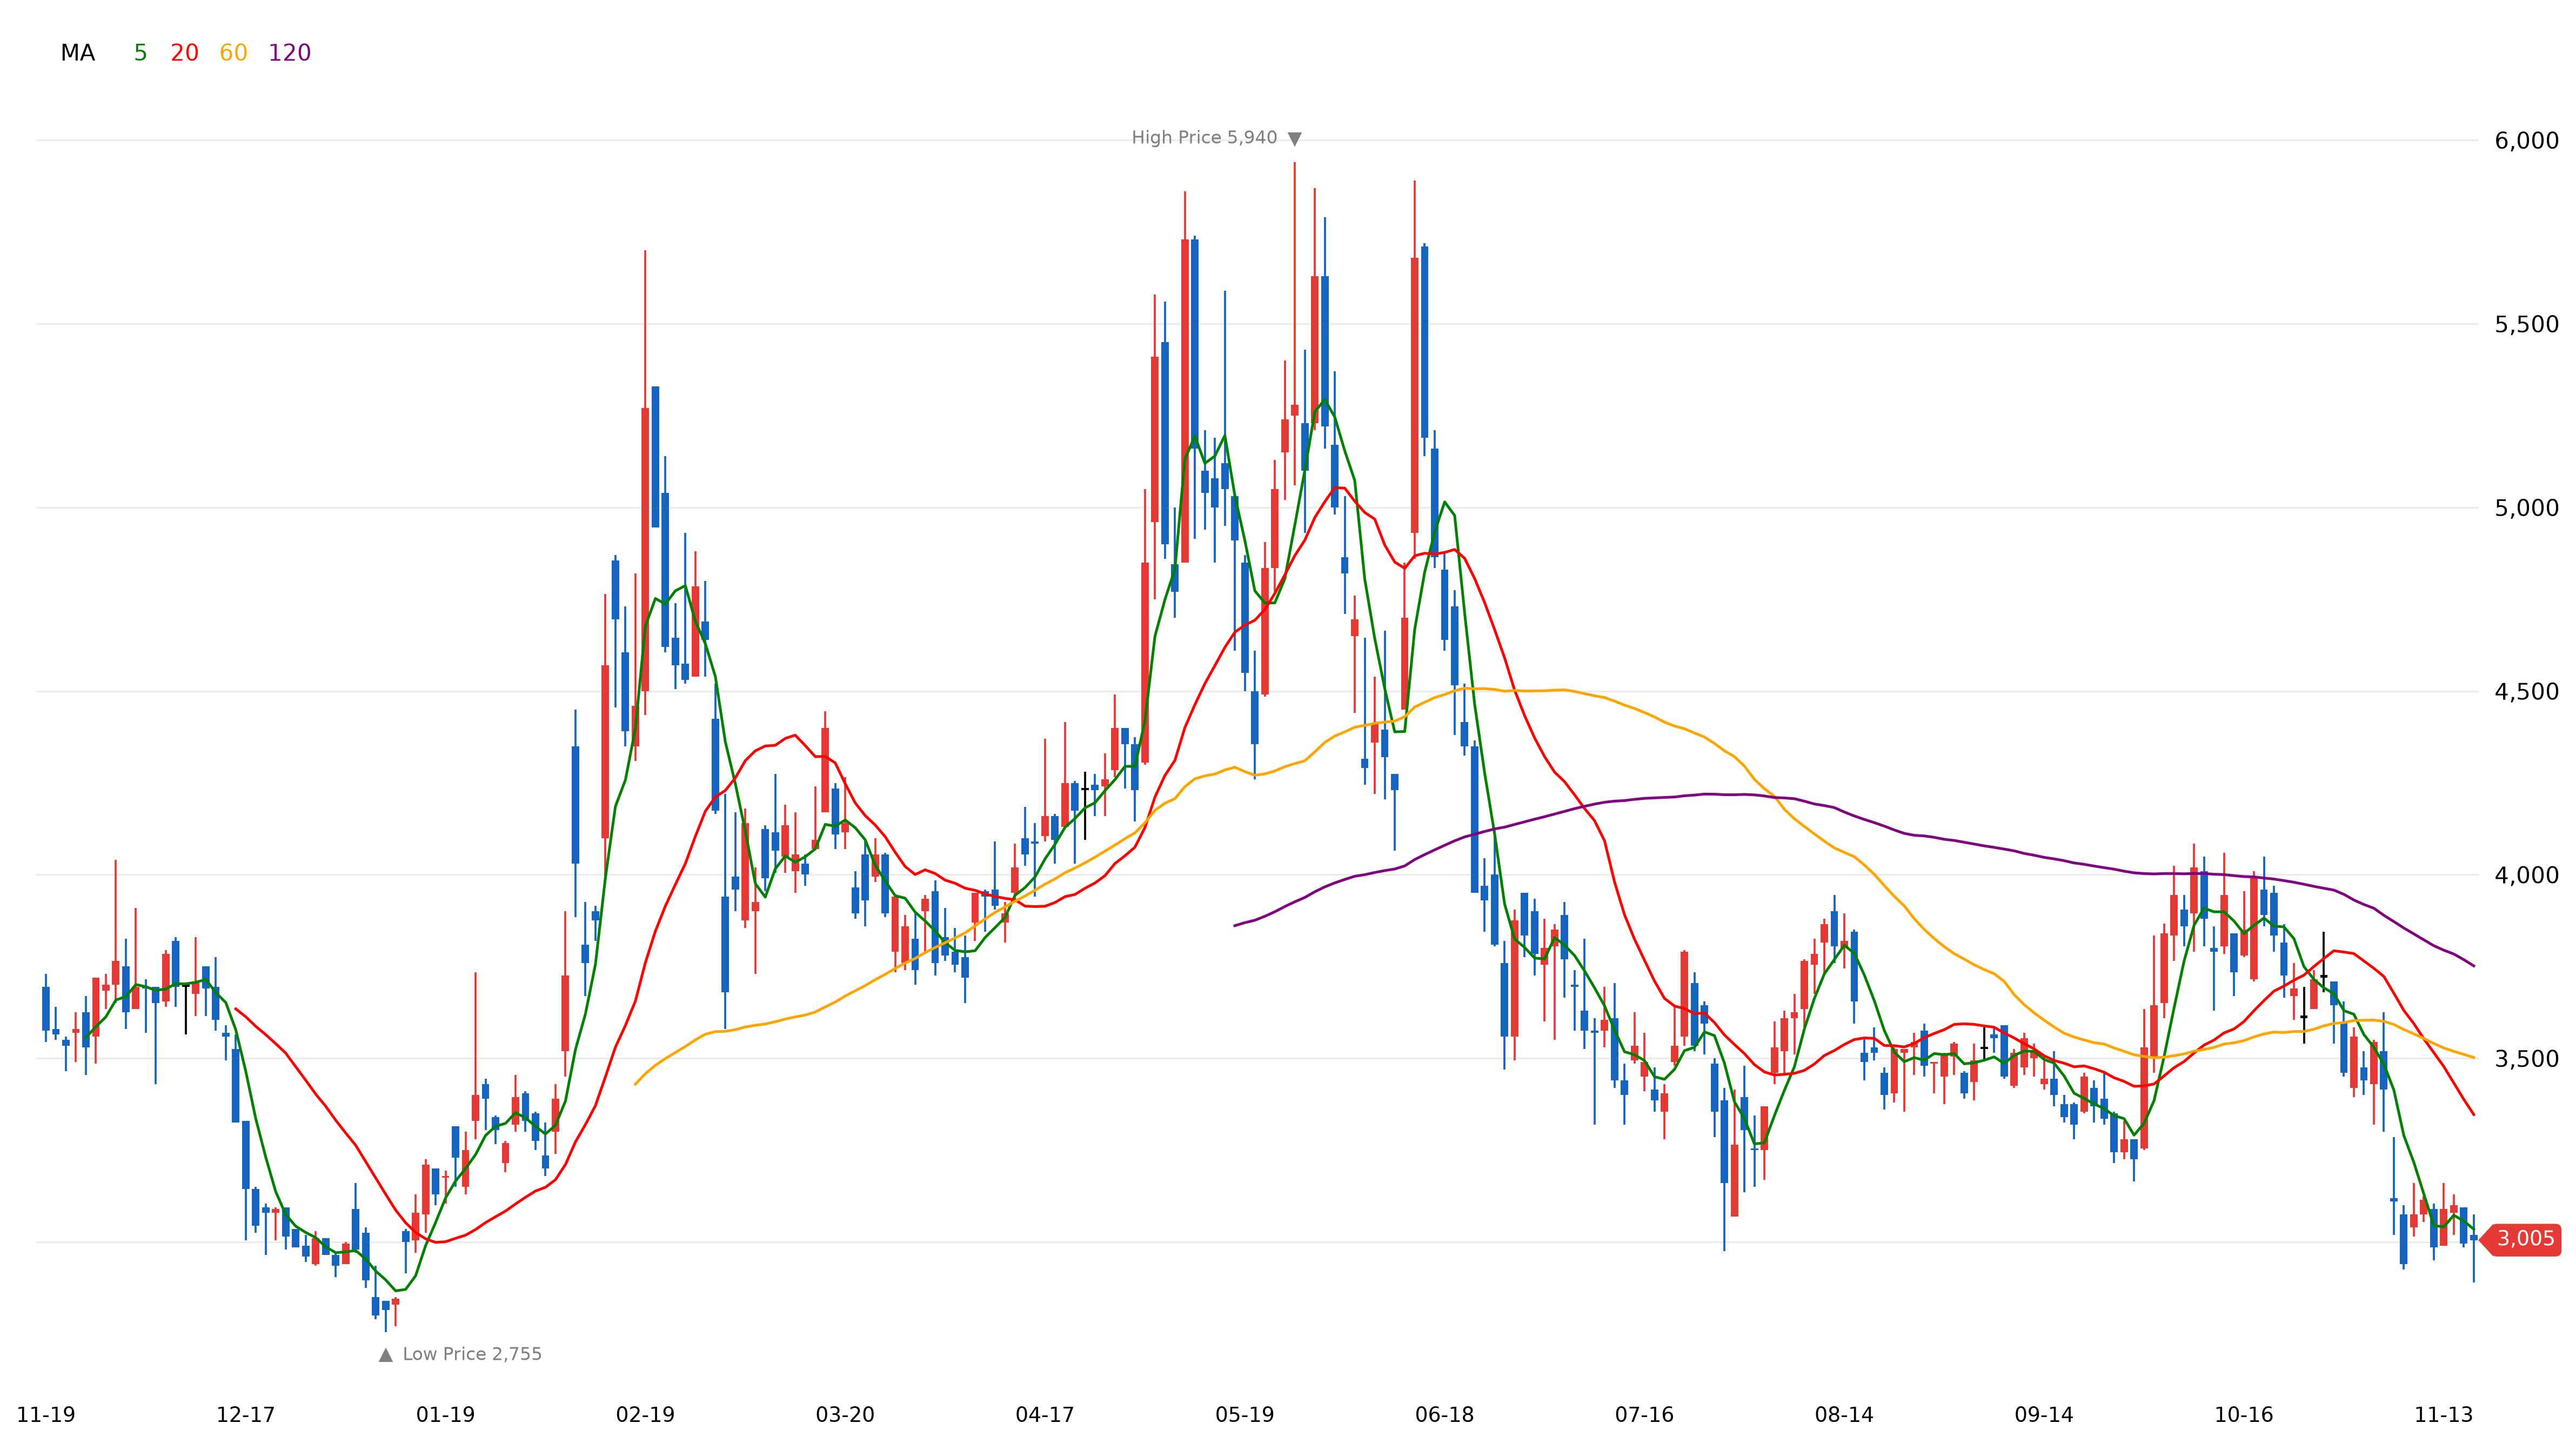 MA 5 20 60 120
High Price 5,940 ▼
6,000
5,500
5,000
4,500
4,000
3,500
3,005
▲ Low Price 2,755
11-19 12-17 01-19 02-19 03-20 04-17 05-19 06-18 07-16 08-14 09-14 10-16 11-13